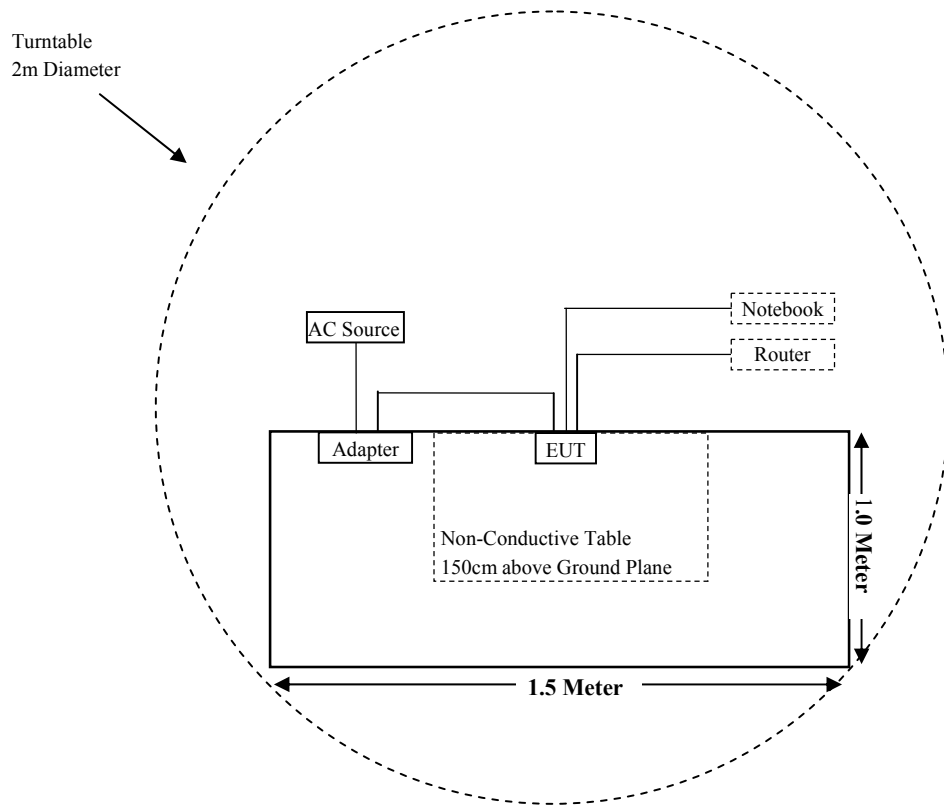 Turntable
2m Diameter
Notebook
AC Source
Router
Adapter
EUT
Non-Conductive Table
150cm above Ground Plane
1.0 Meter
1.5 Meter